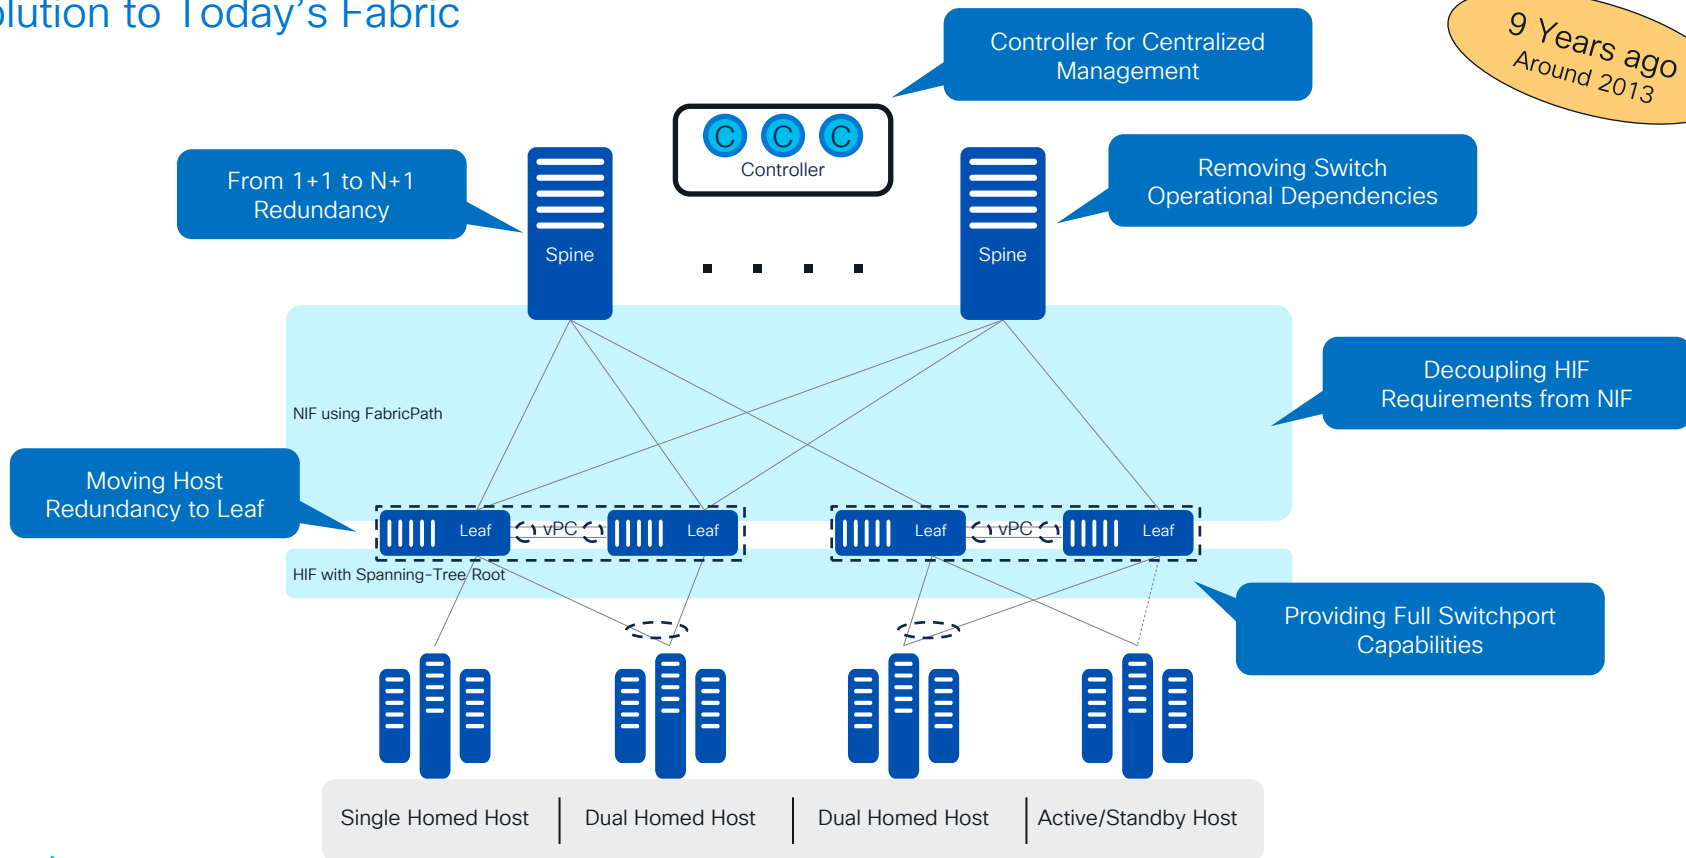 olution to Today's Fabric
9 Years ago
Around 2013
Controller for Centralized
Management
C C C
Controller
From 1+1 to N+1
Redundancy
Removing Switch
Operational Dependencies
Spine
Spine
Decoupling HIF
Requirements from NIF
NIF using FabricPath
Moving Host
Redundancy to Leaf
Leaf vPC Leaf Leaf vPC Leaf
HIF with Spanning-Tree Root
Providing Full Switchport
Capabilities
Single Homed Host
Dual Homed Host
Dual Homed Host
Active/Standby Host